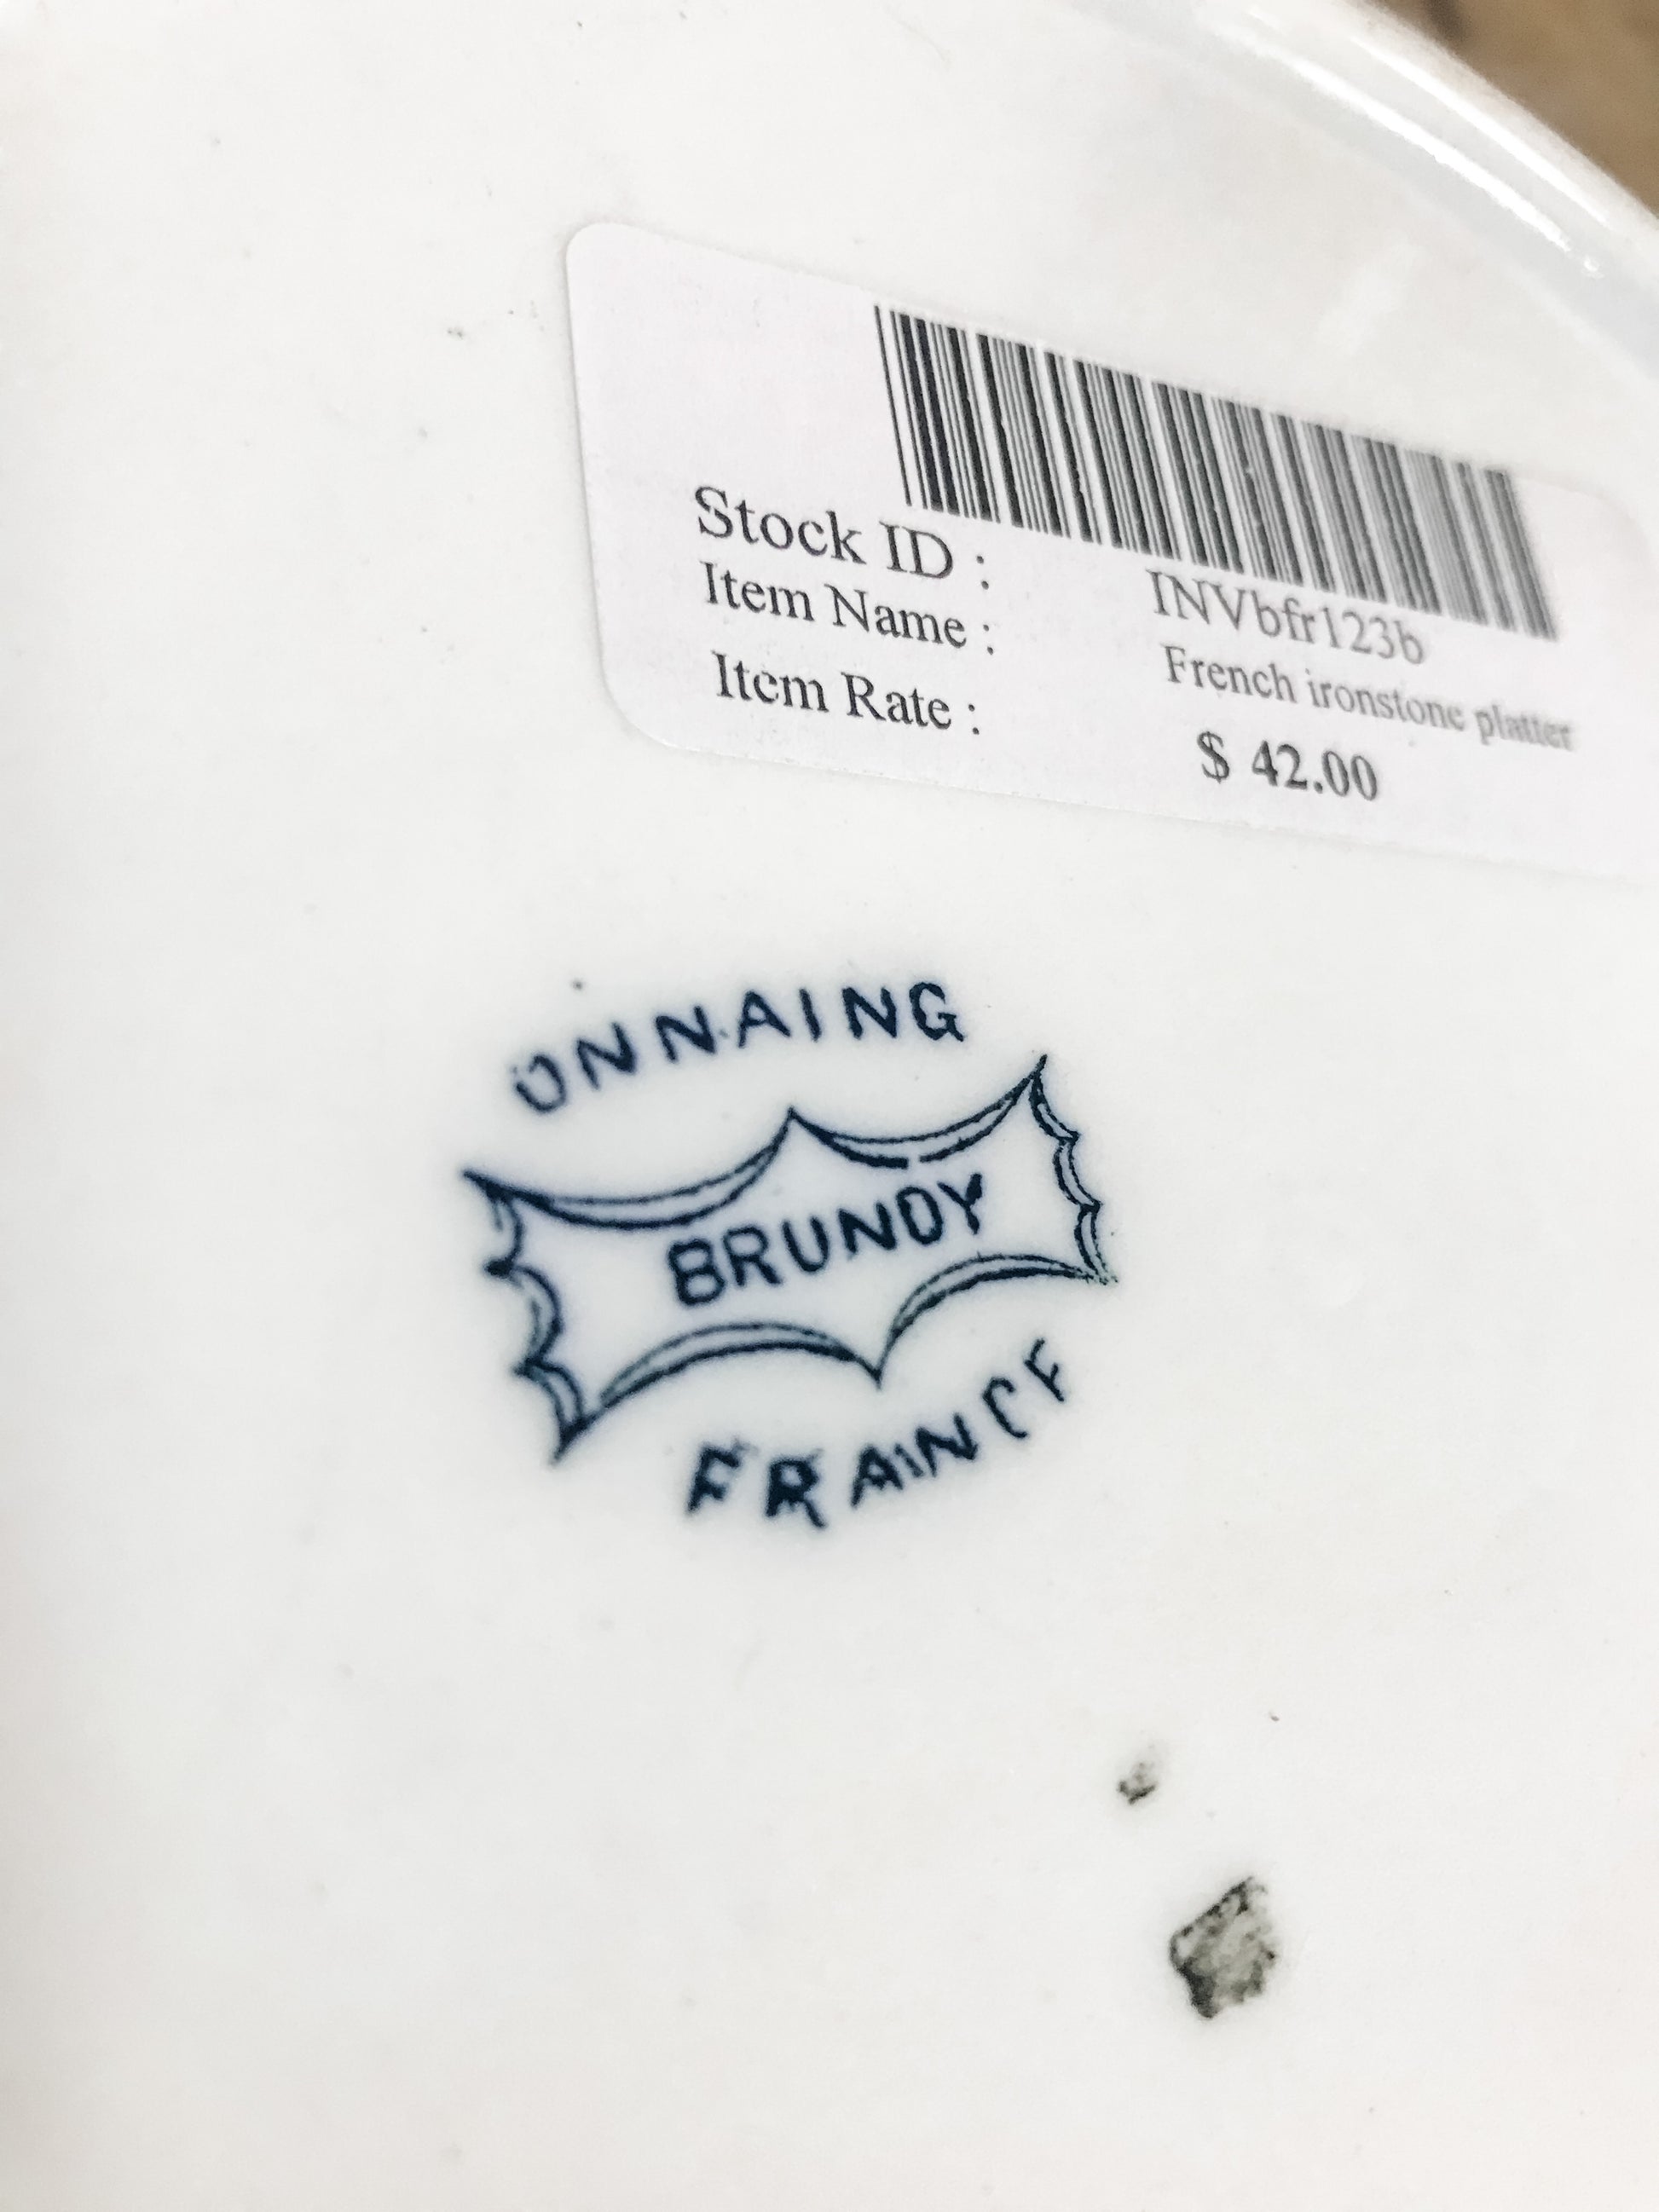 Stock ID : INVbfr123b
Item Name : French ironstone platter
Item Rate : $ 42.00
ONNAING
BRUNOY
FRANCE